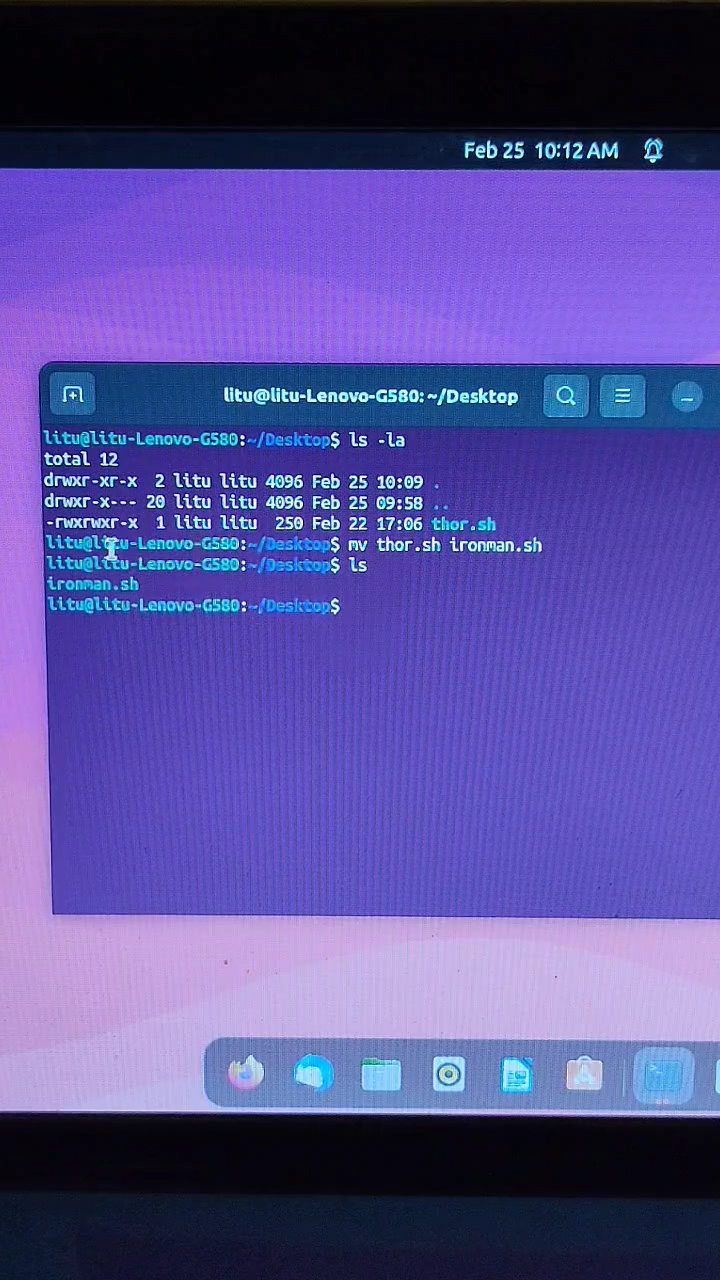 Feb 25 10:12 AM
litu@litu-Lenovo-G580: ~/Desktop
litu@litu-Lenovo-G580:~/Desktop$ ls -la
total 12
drwxr-xr-x  2 litu litu 4096 Feb 25 10:09 .
drwxr-x--- 20 litu litu 4096 Feb 25 09:58 ..
-rwxrwxr-x  1 litu litu  250 Feb 22 17:06 thor.sh
litu@litu-Lenovo-G580:~/Desktop$ mv thor.sh ironman.sh
litu@litu-Lenovo-G580:~/Desktop$ ls
ironman.sh
litu@litu-Lenovo-G580:~/Desktop$